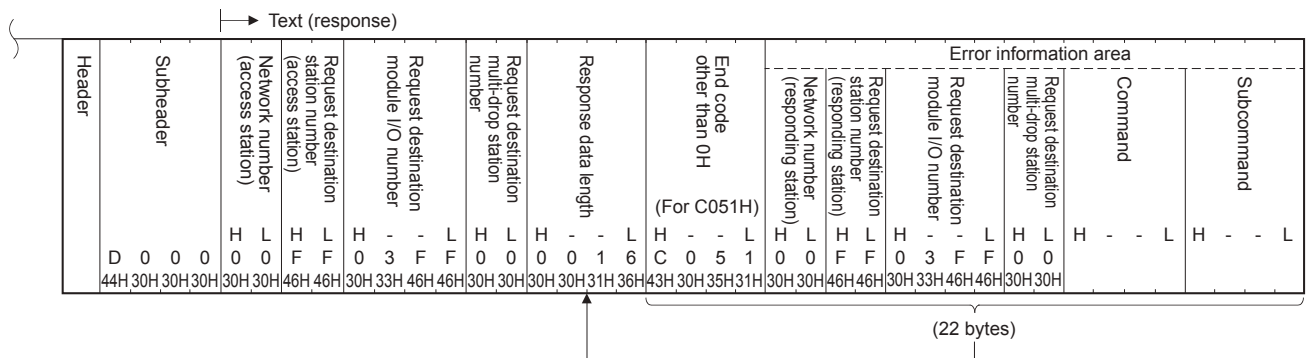 Text (response)
Error information area
Header
Subheader
Network number
(access station)
Request destination
station number
(access station)
Request destination
module I/O number
Request destination
multi-drop station
number
Response data length
End code
other than 0H
(For C051H)
Network number
(responding station)
Request destination
station number
(responding station)
Request destination
module I/O number
Request destination
multi-drop station
number
Command
Subcommand
H L H L H - - L H L H - - L H - - L H L H L H - - L H L H - - L H - - L
D 0 0 0 0 0 F F 0 3 F F 0 0 0 0 1 6 C 0 5 1 0 0 F F 0 3 F F 0 0
44H 30H 30H 30H 30H 30H 46H 46H 30H 33H 46H 46H 30H 30H 30H 30H 31H 36H 43H 30H 35H 31H 30H 30H 46H 46H 30H 33H 46H 46H 30H 30H
(22 bytes)